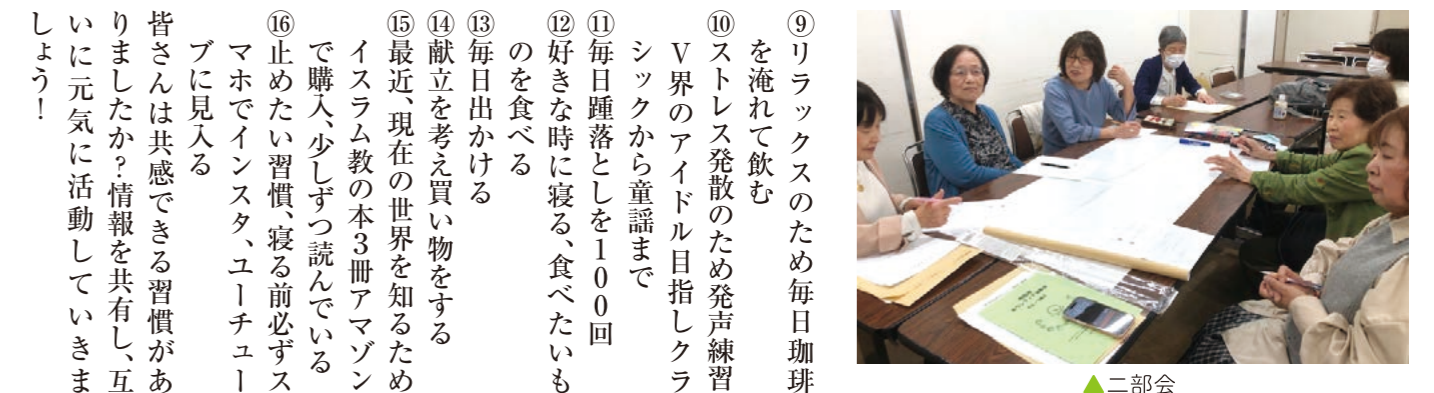 ⑨リラックスのため毎日珈琲
を淹れて飲む
⑩ストレス発散のため発声練習
V界のアイドル目指しクラ
シックから童謡まで
⑪毎日踵落としを100回
⑫好きな時に寝る、食べたいも
のを食べる
⑬毎日出かける
⑭献立を考え買い物をする
⑮最近、現在の世界を知るため
イスラム教の本3冊アマゾン
で購入、少しずつ読んでいる
⑯止めたい習慣、寝る前必ずス
マホでインスタ、ユーチュー
ブに見入る
皆さんは共感できる習慣があ
りましたか?情報を共有し、互
いに元気に活動していきま
しょう!
▲二部会